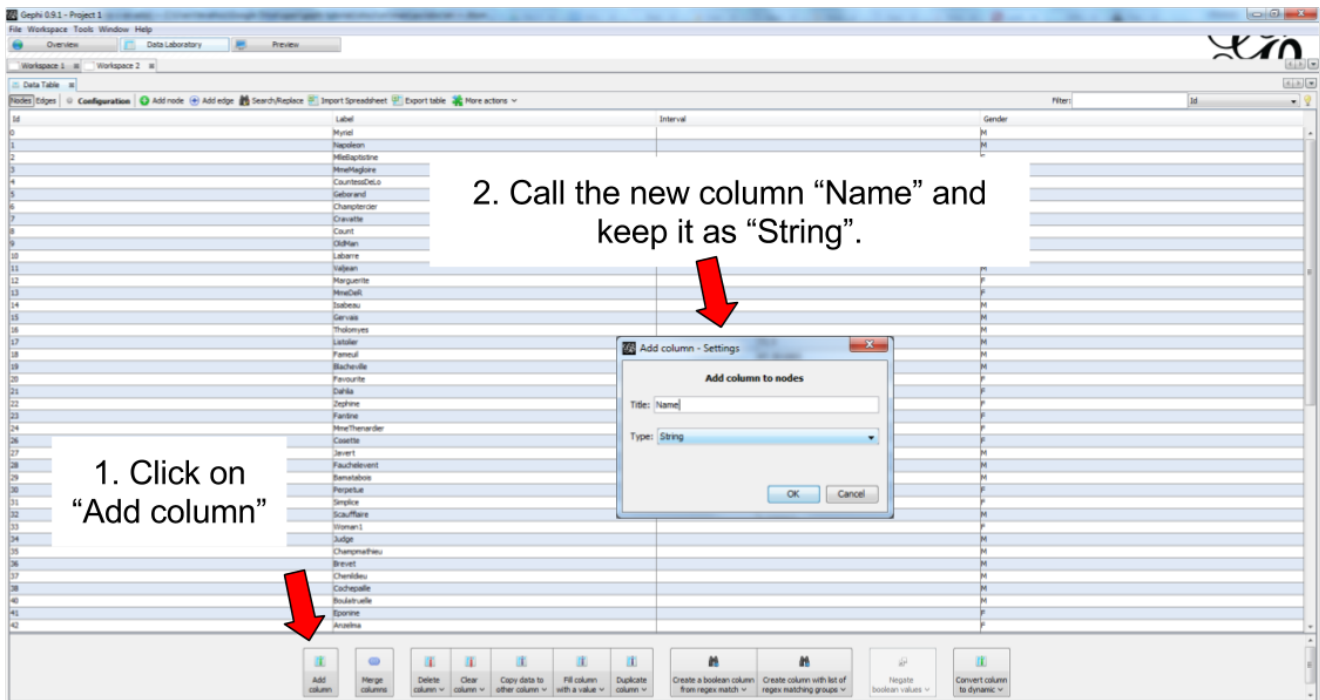 Gephi 0.9.1 - Project 1
File Workspace Tools Window Help
Overview Data Laboratory Preview
Workspace 1 Workspace 2
Data Table
Nodes Edges Configuration Add node Add edge Search/Replace Import Spreadsheet Export table More actions Filter: Id
Id Label Interval Gender
0 Myriel M
1 Napoleon M
2 MlleBaptistine
3 MmeMagloire
4 CountessDeLo
5 Geborand
6 Champtercier
7 Cravatte
8 Count
9 OldMan
10 Labarre
2. Call the new column “Name” and
keep it as “String”.
11 Valjean M
12 Marguerite F
13 MmeDeR F
14 Isabeau M
15 Gervais M
16 Tholomyes M
17 Listolier M
18 Fameuil M
19 Blacheville M
20 Favourite F
21 Dahlia F
22 Zephine F
23 Fantine F
24 MmeThenardier F
26 Cosette F
27 Javert M
28 Fauchelevent M
29 Bamatabois M
30 Perpetue F
31 Simplice F
32 Scaufflaire M
33 Woman1 F
34 Judge M
35 Champmathieu M
36 Brevet M
37 Chenildieu M
38 Cochepaille M
40 Boulatruelle M
41 Eponine F
42 Anzelma F
Add column - Settings
Add column to nodes
Title: Name
Type: String
OK Cancel
1. Click on
“Add column”
Add Merge Delete Clear Copy data to Fill column Duplicate Create a boolean column Create column with list of Negate Convert column
column columns column column other column with a value column from regex match regex matching groups boolean values to dynamic